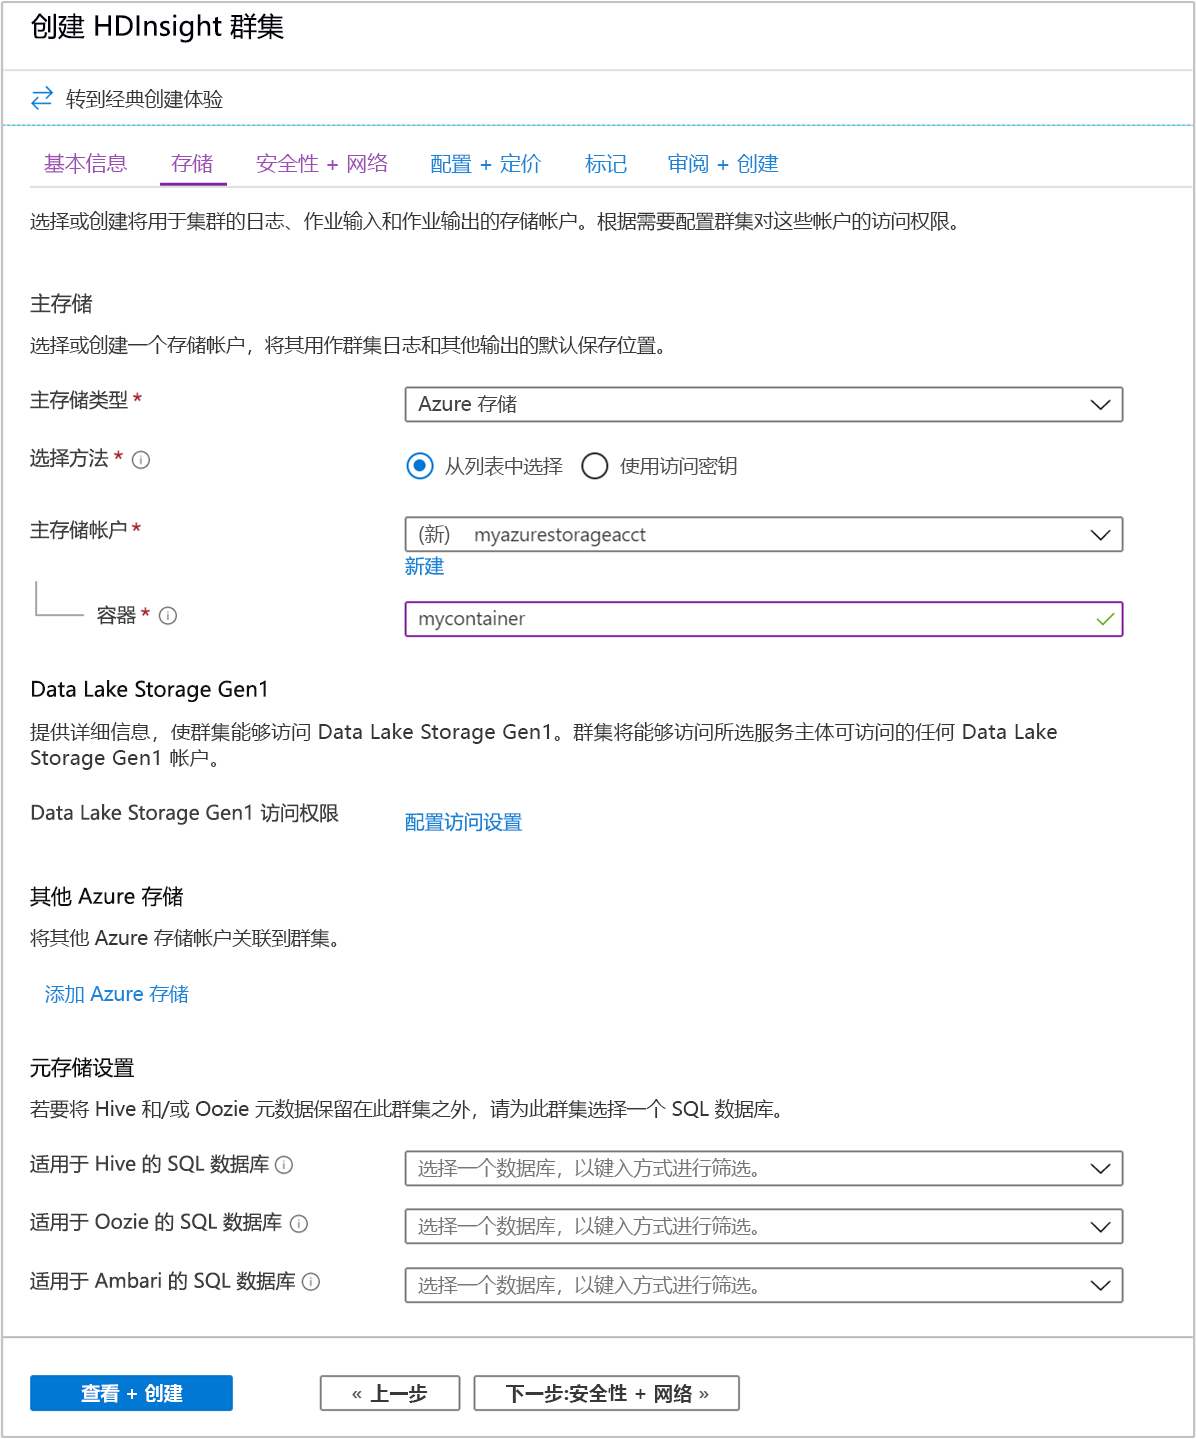 创建 HDInsight 群集
转到经典创建体验
基本信息 存储 安全性 + 网络 配置 + 定价 标记 审阅 + 创建
选择或创建将用于集群的日志、作业输入和作业输出的存储帐户。根据需要配置群集对这些帐户的访问权限。
主存储
选择或创建一个存储帐户，将其用作群集日志和其他输出的默认保存位置。
主存储类型 * Azure 存储
选择方法 * 从列表中选择 使用访问密钥
主存储帐户 * (新) myazurestorageacct
新建
容器 * mycontainer
Data Lake Storage Gen1
提供详细信息，使群集能够访问 Data Lake Storage Gen1。群集将能够访问所选服务主体可访问的任何 Data Lake
Storage Gen1 帐户。
Data Lake Storage Gen1 访问权限 配置访问设置
其他 Azure 存储
将其他 Azure 存储帐户关联到群集。
添加 Azure 存储
元存储设置
若要将 Hive 和/或 Oozie 元数据保留在此群集之外，请为此群集选择一个 SQL 数据库。
适用于 Hive 的 SQL 数据库 选择一个数据库，以键入方式进行筛选。
适用于 Oozie 的 SQL 数据库 选择一个数据库，以键入方式进行筛选。
适用于 Ambari 的 SQL 数据库 选择一个数据库，以键入方式进行筛选。
查看 + 创建 « 上一步 下一步:安全性 + 网络 »